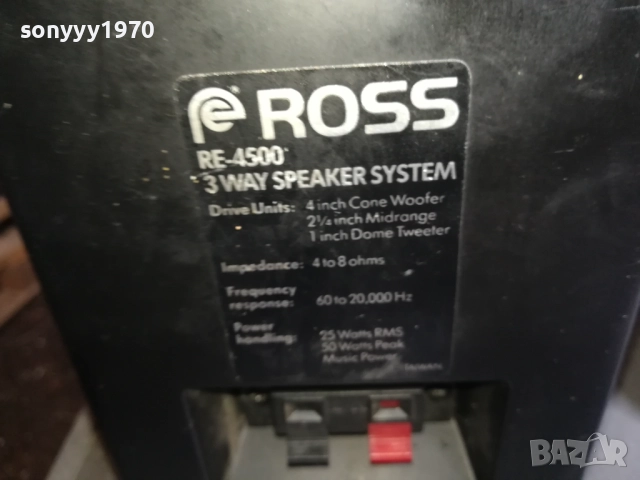 sonyyy1970
ROSS
RE-4500
3 WAY SPEAKER SYSTEM
Drive Units: 4 inch Cone Woofer
2¼ inch Midrange
1 inch Dome Tweeter
Impedance: 4 to 8 ohms
Frequency
response: 60 to 20,000 Hz
Power
handling: 25 Watts RMS
50 Watts Peak
Music Power
TAIWAN
BAZAR